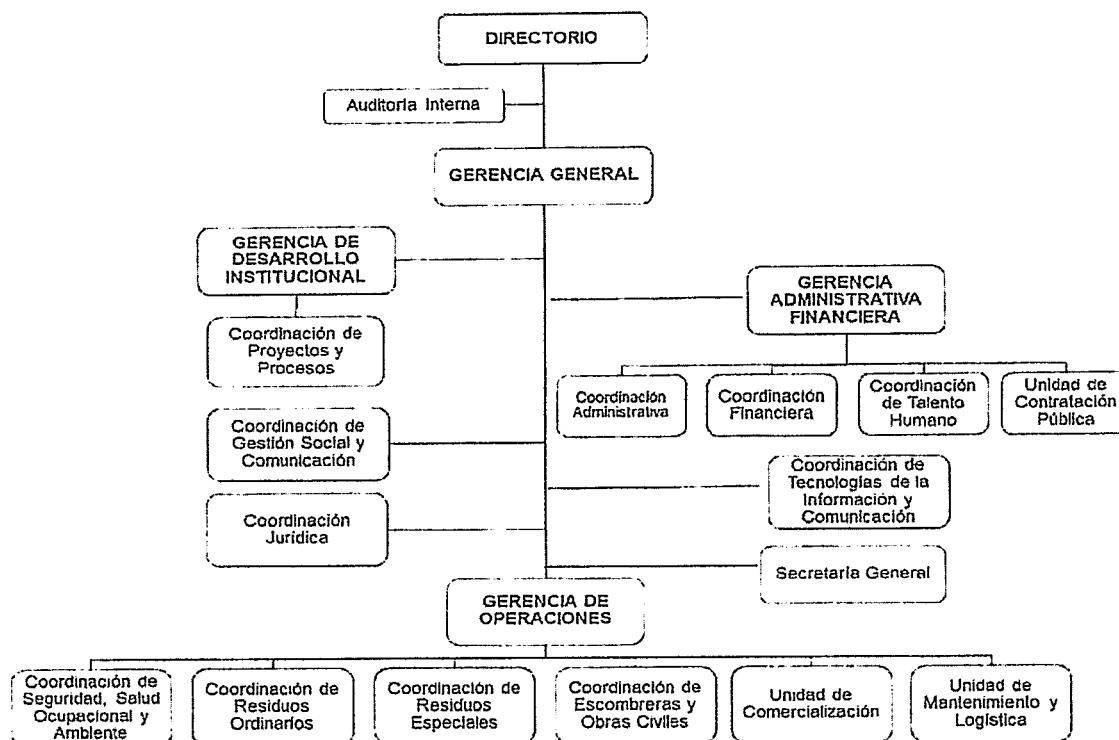 DIRECTORIO
Auditoría Interna
GERENCIA GENERAL
GERENCIA DE
DESARROLLO
INSTITUCIONAL
GERENCIA
ADMINISTRATIVA
FINANCIERA
Coordinación de
Proyectos y
Procesos
Coordinación
Administrativa
Coordinación
Financiera
Coordinación
de Talento
Humano
Unidad de
Contratación
Pública
Coordinación de
Gestión Social y
Comunicación
Coordinación de
Tecnologías de la
Información y
Comunicación
Coordinación
Jurídica
Secretaría General
GERENCIA DE
OPERACIONES
Coordinación de
Seguridad, Salud
Ocupacional y
Ambiente
Coordinación de
Residuos
Ordinarios
Coordinación de
Residuos
Especiales
Coordinación de
Escombreras y
Obras Civiles
Unidad de
Comercialización
Unidad de
Mantenimiento y
Logística